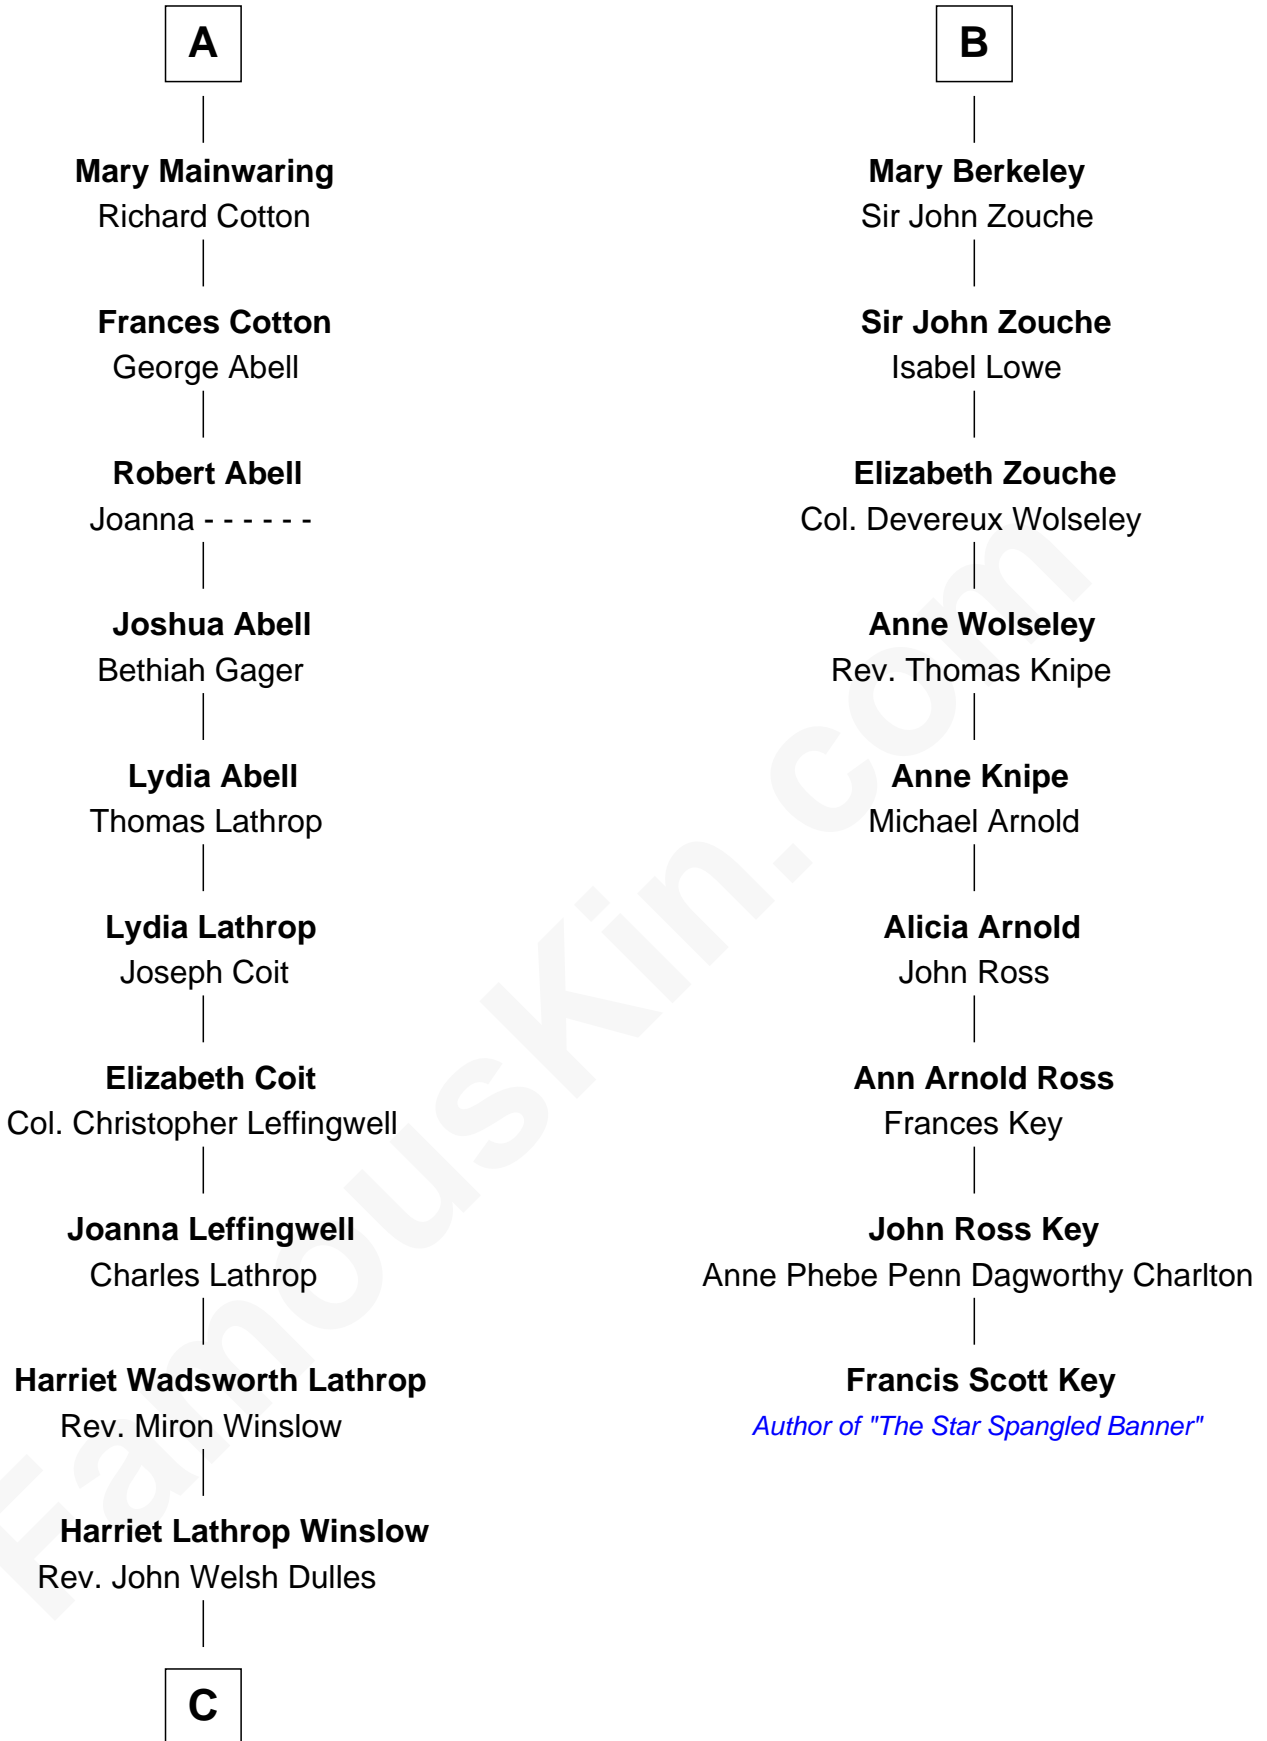 A
Mary Mainwaring
Richard Cotton
Frances Cotton
George Abell
Robert Abell
Joanna - - - - - -
Joshua Abell
Bethiah Gager
Lydia Abell
Thomas Lathrop
Lydia Lathrop
Joseph Coit
Elizabeth Coit
Col. Christopher Leffingwell
Joanna Leffingwell
Charles Lathrop
Harriet Wadsworth Lathrop
Rev. Miron Winslow
Harriet Lathrop Winslow
Rev. John Welsh Dulles
C
B
Mary Berkeley
Sir John Zouche
Sir John Zouche
Isabel Lowe
Elizabeth Zouche
Col. Devereux Wolseley
Anne Wolseley
Rev. Thomas Knipe
Anne Knipe
Michael Arnold
Alicia Arnold
John Ross
Ann Arnold Ross
Frances Key
John Ross Key
Anne Phebe Penn Dagworthy Charlton
Francis Scott Key
Author of "The Star Spangled Banner"
FamousKin.com